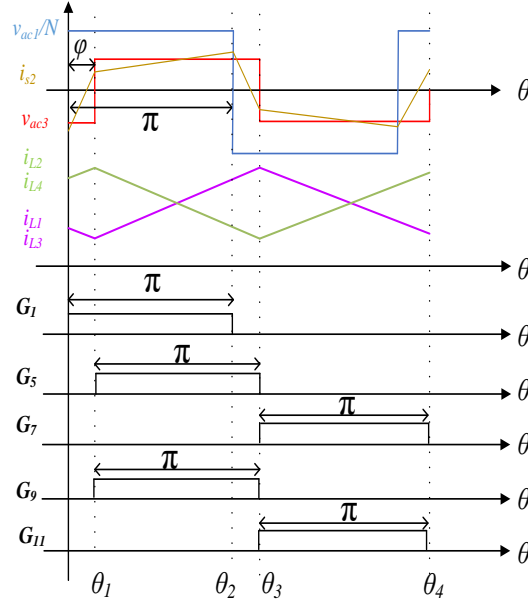 v_ac1/N
φ
i_s2
θ
v_ac3
π
i_L2
i_L4
i_L1
i_L3
θ
π
G_1
θ
π
G_5
θ
π
G_7
θ
π
G_9
θ
π
G_11
θ
θ_1 θ_2 θ_3 θ_4